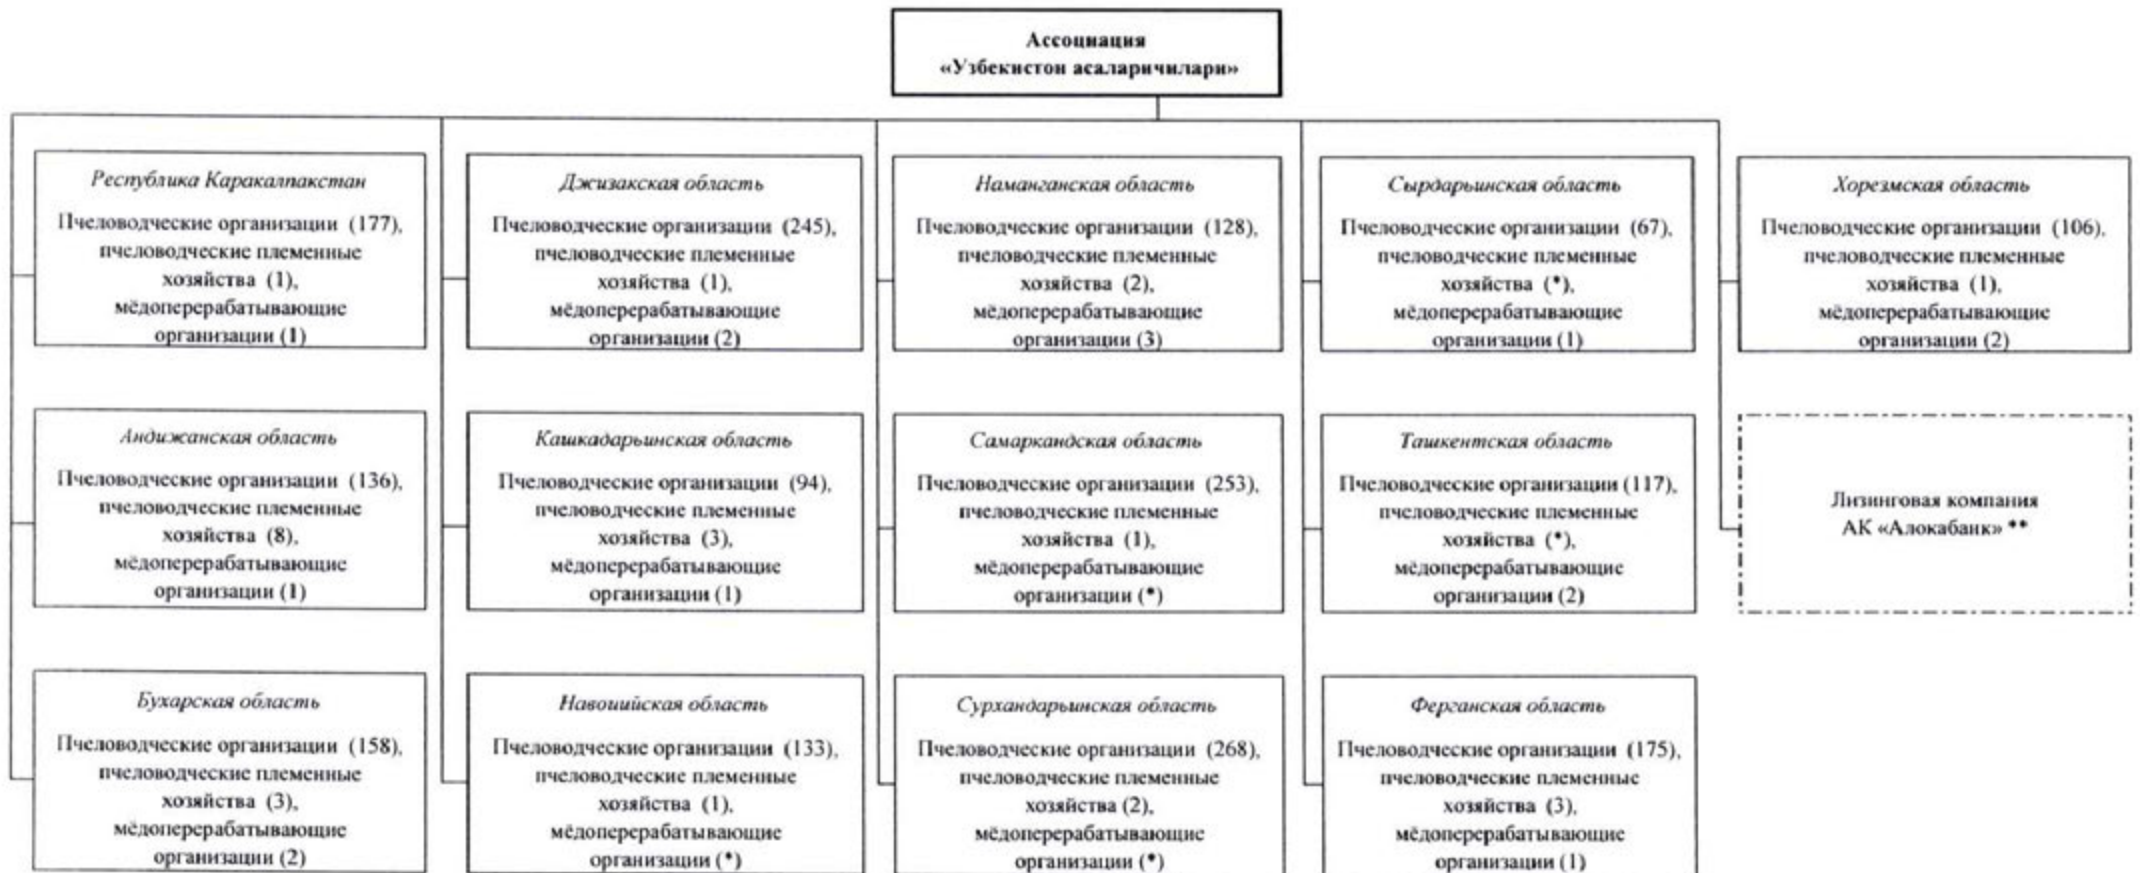 Ассоциация
«Узбекистон асаларичилари»
Республика Каракалпакстан
Пчеловодческие организации (177),
пчеловодческие племенные
хозяйства (1),
мёдоперерабатывающие
организации (1)
Джизакская область
Пчеловодческие организации (245),
пчеловодческие племенные
хозяйства (1),
мёдоперерабатывающие
организации (2)
Наманганская область
Пчеловодческие организации (128),
пчеловодческие племенные
хозяйства (2),
мёдоперерабатывающие
организации (3)
Сырдарьинская область
Пчеловодческие организации (67),
пчеловодческие племенные
хозяйства (*),
мёдоперерабатывающие
организации (1)
Хорезмская область
Пчеловодческие организации (106),
пчеловодческие племенные
хозяйства (1),
мёдоперерабатывающие
организации (2)
Андижанская область
Пчеловодческие организации (136),
пчеловодческие племенные
хозяйства (8),
мёдоперерабатывающие
организации (1)
Кашкадарьинская область
Пчеловодческие организации (94),
пчеловодческие племенные
хозяйства (3),
мёдоперерабатывающие
организации (1)
Самаркандская область
Пчеловодческие организации (253),
пчеловодческие племенные
хозяйства (1),
мёдоперерабатывающие
организации (*)
Ташкентская область
Пчеловодческие организации (117),
пчеловодческие племенные
хозяйства (*),
мёдоперерабатывающие
организации (2)
Лизинговая компания
АК «Алокабанк» **
Бухарская область
Пчеловодческие организации (158),
пчеловодческие племенные
хозяйства (3),
мёдоперерабатывающие
организации (2)
Навоийская область
Пчеловодческие организации (133),
пчеловодческие племенные
хозяйства (1),
мёдоперерабатывающие
организации (*)
Сурхандарьинская область
Пчеловодческие организации (268),
пчеловодческие племенные
хозяйства (2),
мёдоперерабатывающие
организации (*)
Ферганская область
Пчеловодческие организации (175),
пчеловодческие племенные
хозяйства (3),
мёдоперерабатывающие
организации (1)